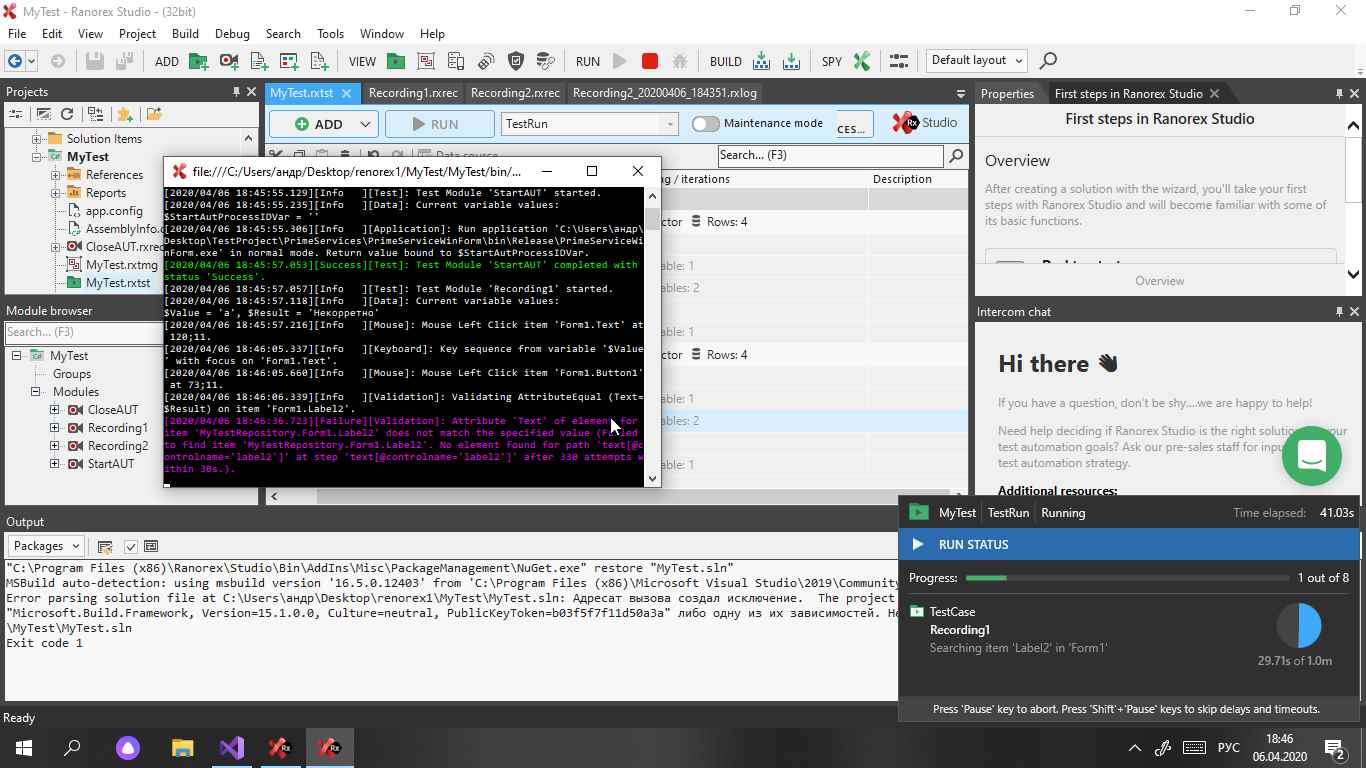 MyTest - Ranorex Studio - (32bit)
File Edit View Project Build Debug Search Tools Window Help
ADD VIEW RUN BUILD SPY Default layout
Projects
Solution Items
MyTest
References
Reports
app.config
AssemblyInfo.c
CloseAUT.rxrec
MyTest.rxtmg
MyTest.rxtst
Module browser
Search... (F3)
MyTest
Groups
Modules
CloseAUT
Recording1
Recording2
StartAUT
MyTest.rxtst Recording1.rxrec Recording2.rxrec Recording2_20200406_184351.rxlog
ADD RUN TestRun Maintenance mode CES... Rx Studio
Data source Search... (F3)
g / iterations Description
ctor Rows: 4
able: 1
ables: 2
able: 1
ctor Rows: 4
able: 1
ables: 2
able: 1
file:///C:/Users/андр/Desktop/renorex1/MyTest/MyTest/bin/...
[2020/04/06 18:45:55.129][Info   ][Test]: Test Module 'StartAUT' started.
[2020/04/06 18:45:55.235][Info   ][Data]: Current variable values:
$StartAutProcessIDVar = ''
[2020/04/06 18:45:55.306][Info   ][Application]: Run application 'C:\Users\андр\
Desktop\TestProject\PrimeServices\PrimeServiceWinForm\bin\Release\PrimeServiceWi
nForm.exe' in normal mode. Return value bound to $StartAutProcessIDVar.
[2020/04/06 18:45:57.053][Success][Test]: Test Module 'StartAUT' completed with
status 'Success'.
[2020/04/06 18:45:57.057][Info   ][Test]: Test Module 'Recording1' started.
[2020/04/06 18:45:57.118][Info   ][Data]: Current variable values:
$Value = 'a', $Result = 'Некорретно'
[2020/04/06 18:45:57.216][Info   ][Mouse]: Mouse Left Click item 'Form1.Text' at
120;11.
[2020/04/06 18:46:05.337][Info   ][Keyboard]: Key sequence from variable '$Value
' with focus on 'Form1.Text'.
[2020/04/06 18:46:05.660][Info   ][Mouse]: Mouse Left Click item 'Form1.Button1'
at 73;11.
[2020/04/06 18:46:06.339][Info   ][Validation]: Validating AttributeEqual (Text=
$Result) on item 'Form1.Label2'.
[2020/04/06 18:46:36.723][Failure][Validation]: Attribute 'Text' of element for
item 'MyTestRepository.Form1.Label2' does not match the specified value (Failed
to find item 'MyTestRepository.Form1.Label2'. No element found for path 'text[@c
ontrolname='label2']' at step 'text[@controlname='label2']' after 330 attempts w
ithin 30s.).
Properties First steps in Ranorex Studio
First steps in Ranorex Studio
Overview
After creating a solution with the wizard, you'll take your first
steps with Ranorex Studio and will become familiar with some of
its basic functions.
Overview
Intercom chat
Hi there
If you have a question, don't be shy....we are happy to help!
Need help deciding if Ranorex Studio is the right solution your
test automation goals? Ask our pre-sales staff for
test automation strategy.
Additional resources:
Output
Packages
"C:\Program Files (x86)\Ranorex\Studio\Bin\AddIns\Misc\PackageManagement\NuGet.exe" restore "MyTest.sln"
MSBuild auto-detection: using msbuild version '16.5.0.12403' from 'C:\Program Files (x86)\Microsoft Visual Studio\2019\Community
Error parsing solution file at C:\Users\андр\Desktop\renorex1\MyTest\MyTest.sln: Адресат вызова создал исключение.  The project
"Microsoft.Build.Framework, Version=15.1.0.0, Culture=neutral, PublicKeyToken=b03f5f7f11d50a3a" либо одну из их зависимостей. Не
\MyTest\MyTest.sln
Exit code 1
MyTest TestRun Running Time elapsed: 41.03s
RUN STATUS
Progress: 1 out of 8
TestCase
Recording1
Searching item 'Label2' in 'Form1'
29.71s of 1.0m
Press 'Pause' key to abort. Press 'Shift'+'Pause' keys to skip delays and timeouts.
Ready
Rx Rx РУС 18:46
06.04.2020 2